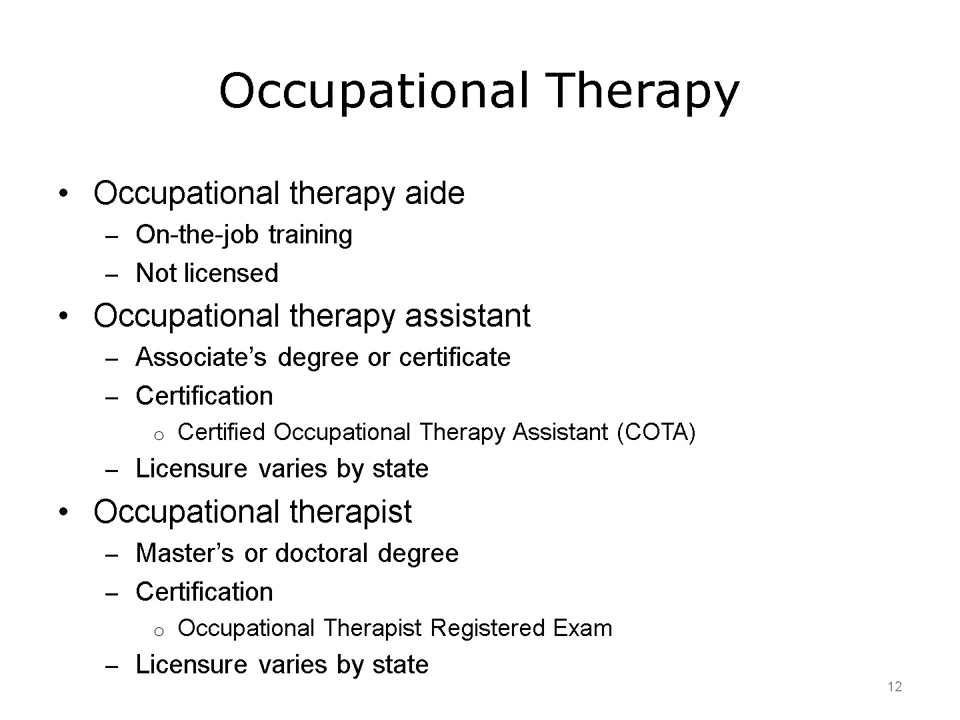 Occupational Therapy
• Occupational therapy aide
– On-the-job training
– Not licensed
• Occupational therapy assistant
– Associate’s degree or certificate
– Certification
o Certified Occupational Therapy Assistant (COTA)
– Licensure varies by state
• Occupational therapist
– Master’s or doctoral degree
– Certification
o Occupational Therapist Registered Exam
– Licensure varies by state
12